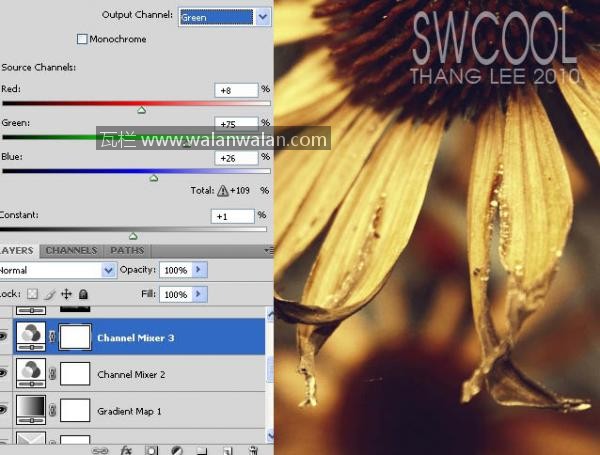 Output Channel: Green
Monochrome
Source Channels:
Red: +8 %
Green: +75 %
瓦栏 www.walanwalan.com
Blue: +26 %
Total: +109 %
Constant: +1 %
LAYERS CHANNELS PATHS
Normal Opacity: 100%
Lock: Fill: 100%
Channel Mixer 3
Channel Mixer 2
Gradient Map 1
fx
SWCOOL
THANG LEE 2010